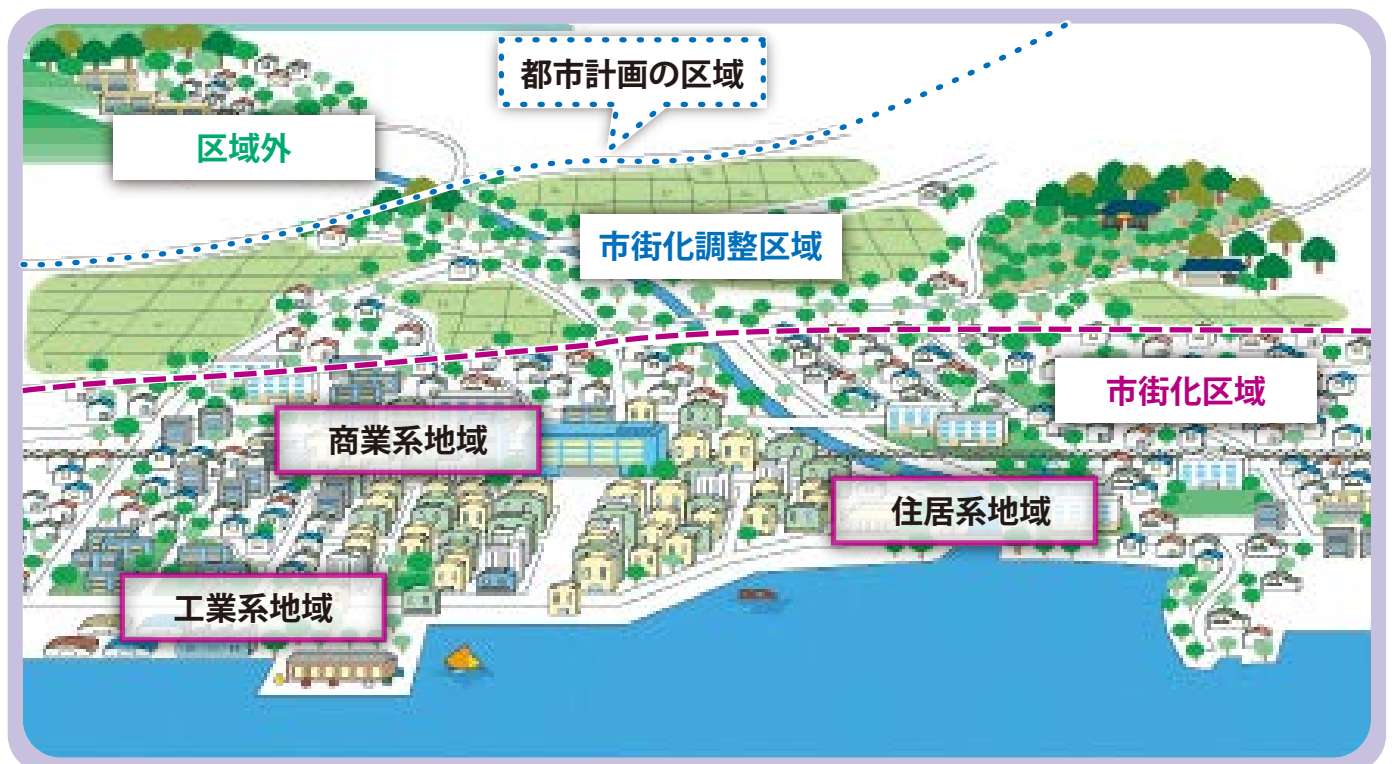 都市計画の区域
区域外
市街化調整区域
市街化区域
商業系地域
住居系地域
工業系地域